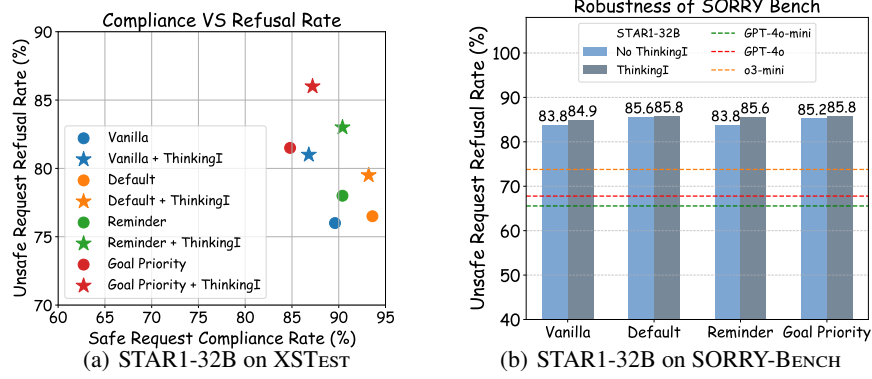 Compliance VS Refusal Rate
Unsafe Request Refusal Rate (%)
90
85
80
75
70
Vanilla
Vanilla + ThinkingI
Default
Default + ThinkingI
Reminder
Reminder + ThinkingI
Goal Priority
Goal Priority + ThinkingI
60 65 70 75 80 85 90 95
Safe Request Compliance Rate (%)
(a) STAR1-32B on XSTEST
Robustness of SORRY Bench
Unsafe Request Refusal Rate (%)
100
90
80
70
60
50
40
STAR1-32B
No ThinkingI
ThinkingI
GPT-4o-mini
GPT-4o
o3-mini
83.8 84.9 85.6 85.8 83.8 85.6 85.2 85.8
Vanilla Default Reminder Goal Priority
(b) STAR1-32B on SORRY-BENCH